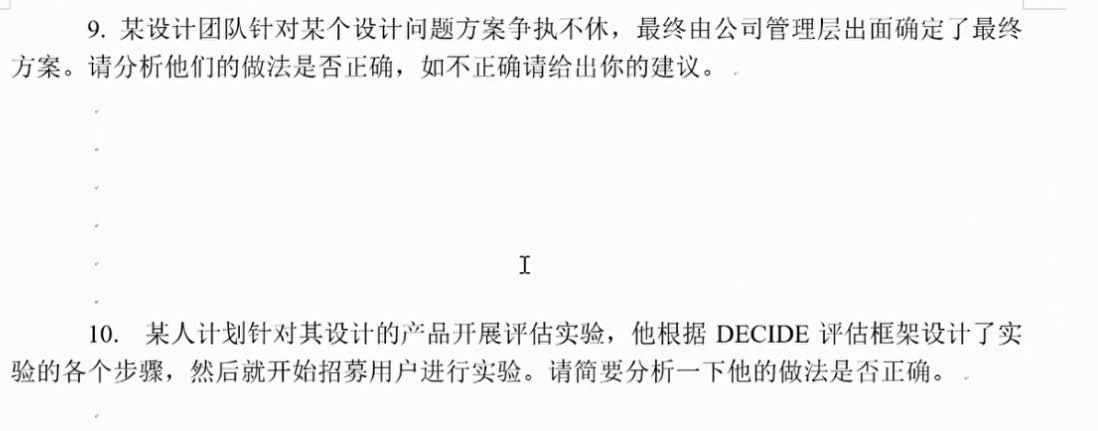 9. 某设计团队针对某个设计问题方案争执不休，最终由公司管理层出面确定了最终
方案。请分析他们的做法是否正确，如不正确请给出你的建议。
10. 某人计划针对其设计的产品开展评估实验，他根据 DECIDE 评估框架设计了实
验的各个步骤，然后就开始招募用户进行实验。请简要分析一下他的做法是否正确。